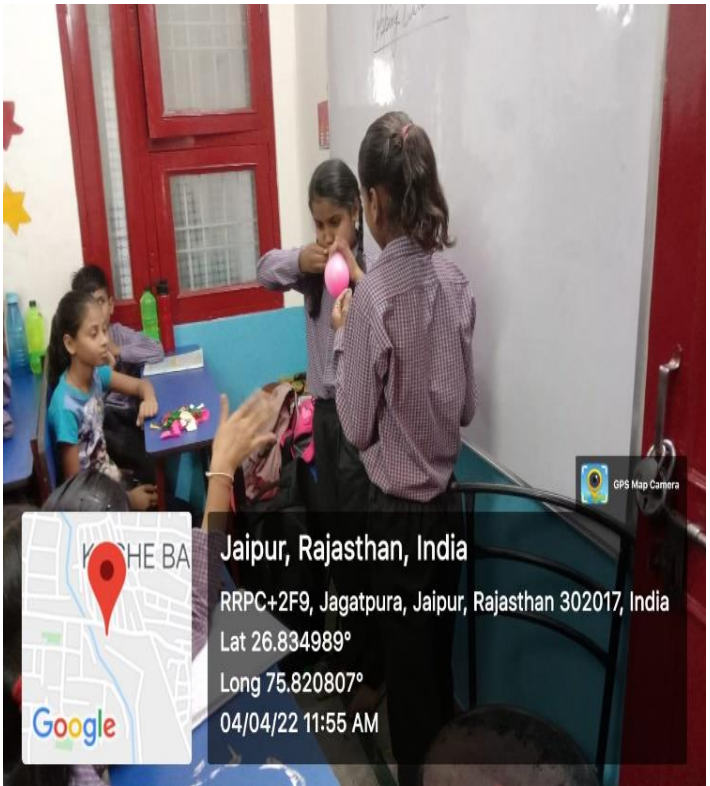 GPS Map Camera
Jaipur, Rajasthan, India
RRPC+2F9, Jagatpura, Jaipur, Rajasthan 302017, India
Lat 26.834989°
Long 75.820807°
04/04/22 11:55 AM
HE BA
Google